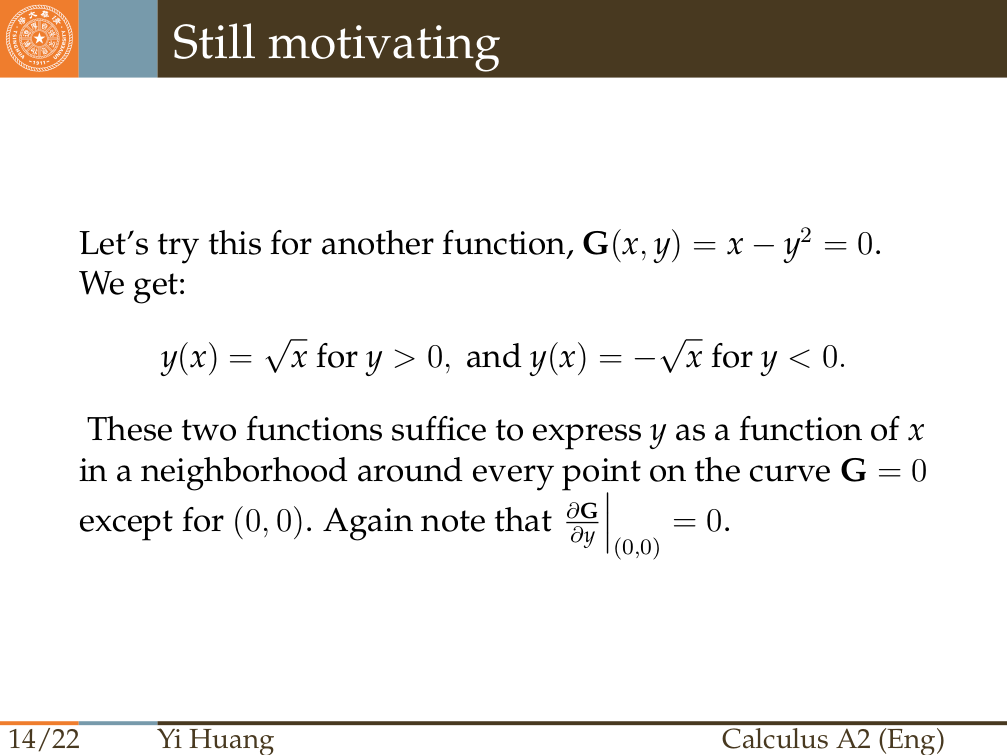 Still motivating
Let's try this for another function, G(x, y) = x − y² = 0.
We get:
y(x) = √x for y > 0, and y(x) = −√x for y < 0.
These two functions suffice to express y as a function of x
in a neighborhood around every point on the curve G = 0
except for (0, 0). Again note that ∂G/∂y |(0,0) = 0.
14/22 Yi Huang Calculus A2 (Eng)